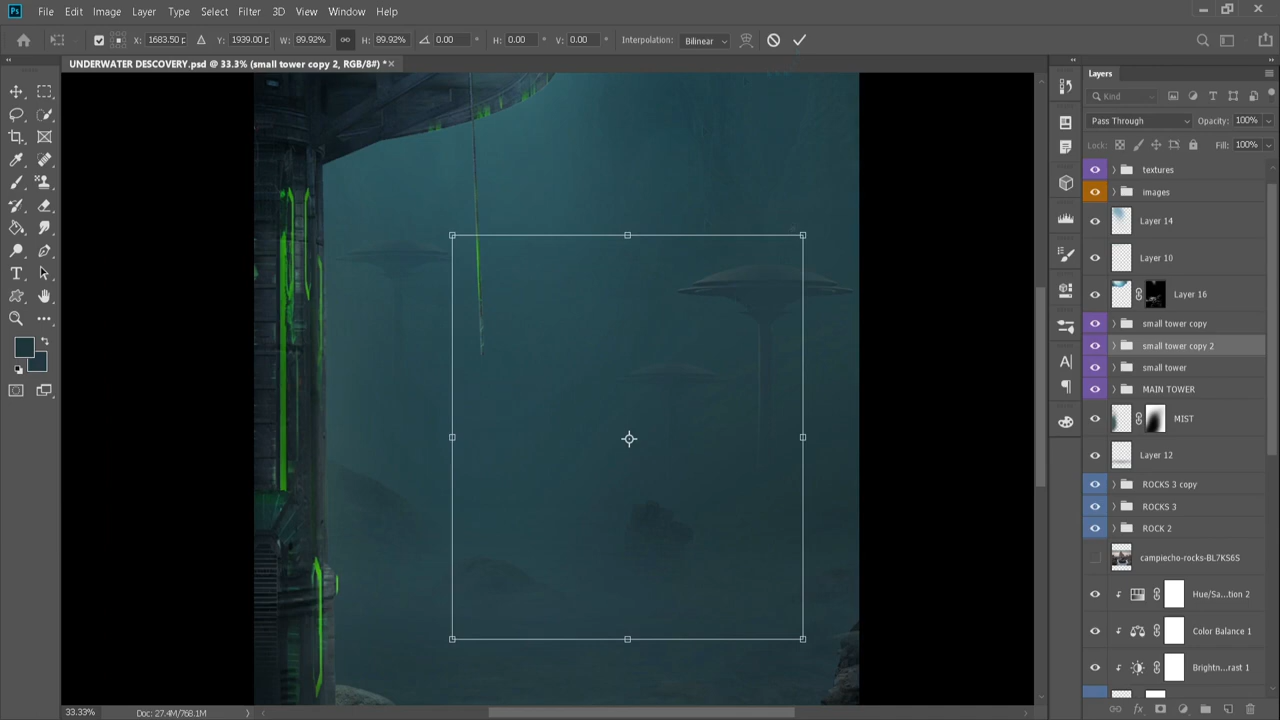 Ps File Edit Image Layer Type Select Filter 3D View Window Help
X: 1683.50 p Y: 1939.00 p W: 89.92% H: 89.92% 0.00 ° H: 0.00 ° V: 0.00 ° Interpolation: Bilinear
UNDERWATER DESCOVERY.psd @ 33.3% (small tower copy 2, RGB/8#) *
Layers
Kind
Pass Through Opacity: 100%
Lock: Fill: 100%
textures
images
Layer 14
Layer 10
Layer 16
small tower copy
small tower copy 2
small tower
MAIN TOWER
MIST
Layer 12
ROCKS 3 copy
ROCKS 3
ROCK 2
campiecho-rocks-BL7KS6S
Hue/Sa...tion 2
Color Balance 1
Brightn...rast 1
33.33% Doc: 27.4M/768.1M